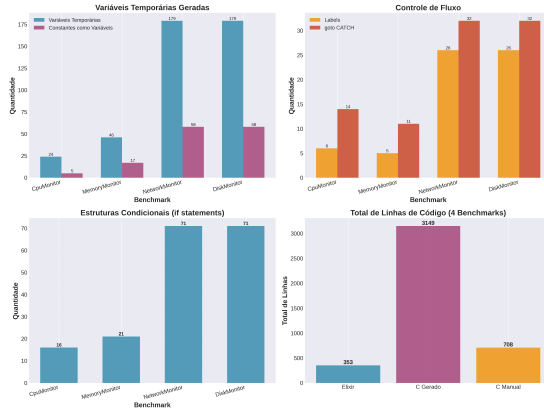 Variáveis Temporárias Geradas
Variáveis Temporárias
Constantes como Variáveis
Quantidade
175
150
125
100
75
50
25
0
24
5
46
17
179
58
179
58
CpuMonitor
MemoryMonitor
NetworkMonitor
DiskMonitor
Benchmark
Controle de Fluxo
Labels
goto CATCH
Quantidade
30
25
20
15
10
5
0
6
14
5
11
26
32
26
32
CpuMonitor
MemoryMonitor
NetworkMonitor
DiskMonitor
Benchmark
Estruturas Condicionais (if statements)
Quantidade
70
60
50
40
30
20
10
0
16
21
71
71
CpuMonitor
MemoryMonitor
NetworkMonitor
DiskMonitor
Benchmark
Total de Linhas de Código (4 Benchmarks)
Total de Linhas
3000
2500
2000
1500
1000
500
0
353
3149
708
Elixir
C Gerado
C Manual